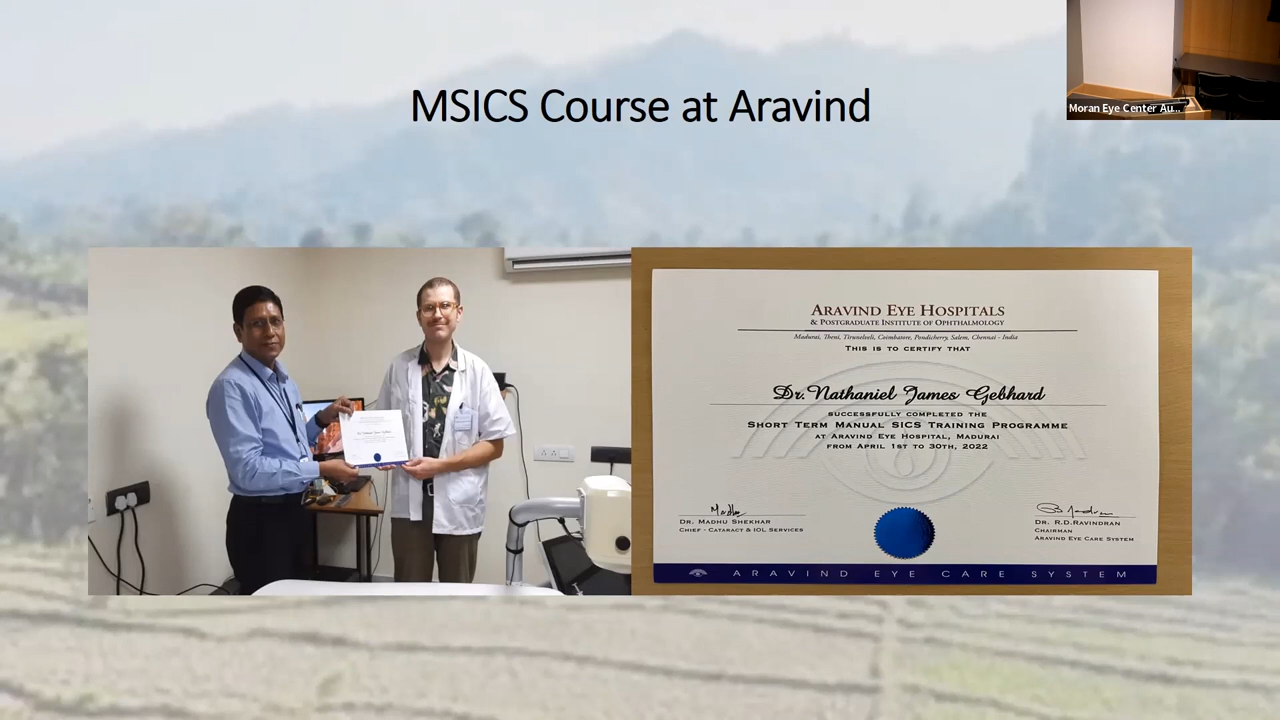 MSICS Course at Aravind
Moran Eye Center Au...
ARAVIND EYE HOSPITALS
& POSTGRADUATE INSTITUTE OF OPHTHALMOLOGY
Madurai, Theni, Tirunelveli, Coimbatore, Pondicherry, Salem, Chennai - India
THIS IS TO CERTIFY THAT
Dr. Nathaniel James Gebhard
SUCCESSFULLY COMPLETED THE
SHORT TERM MANUAL SICS TRAINING PROGRAMME
AT ARAVIND EYE HOSPITAL, MADURAI
FROM APRIL 1ST TO 30TH, 2022
DR. MADHU SHEKHAR
CHIEF - CATARACT & IOL SERVICES
DR. R.D.RAVINDRAN
CHAIRMAN
ARAVIND EYE CARE SYSTEM
ARAVIND EYE CARE SYSTEM